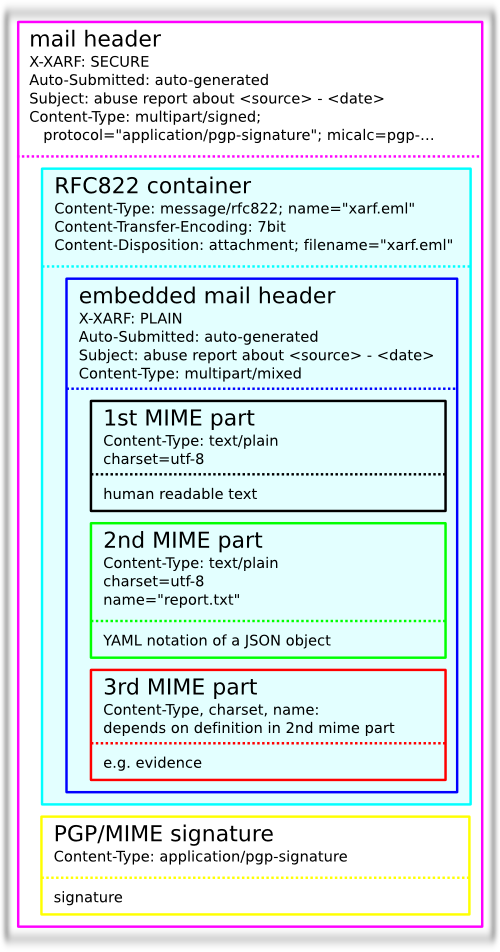 mail header
X-XARF: SECURE
Auto-Submitted: auto-generated
Subject: abuse report about <source> - <date>
Content-Type: multipart/signed;
protocol="application/pgp-signature"; micalc=pgp-...
RFC822 container
Content-Type: message/rfc822; name="xarf.eml"
Content-Transfer-Encoding: 7bit
Content-Disposition: attachment; filename="xarf.eml"
embedded mail header
X-XARF: PLAIN
Auto-Submitted: auto-generated
Subject: abuse report about <source> - <date>
Content-Type: multipart/mixed
1st MIME part
Content-Type: text/plain
charset=utf-8
human readable text
2nd MIME part
Content-Type: text/plain
charset=utf-8
name="report.txt"
YAML notation of a JSON object
3rd MIME part
Content-Type, charset, name:
depends on definition in 2nd mime part
e.g. evidence
PGP/MIME signature
Content-Type: application/pgp-signature
signature